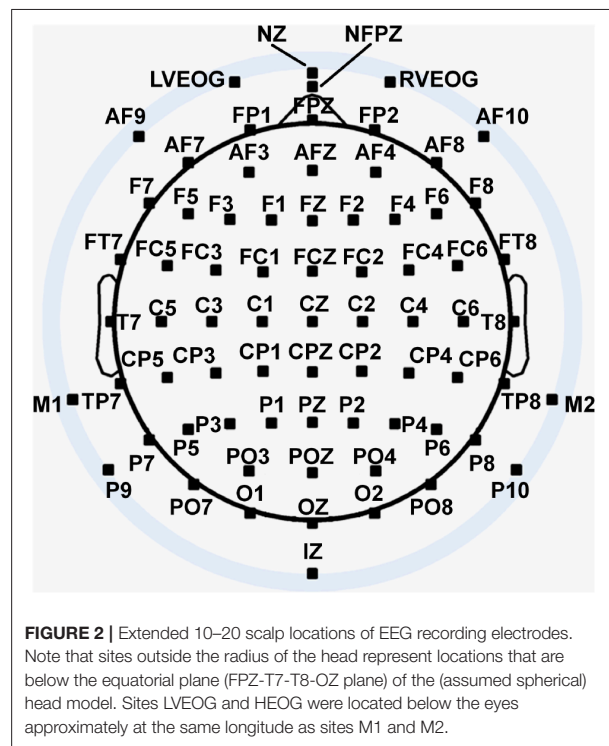 NZ NFPZ
LVEOG RVEOG
FP1 FPZ FP2
AF9 AF10
AF7 AF3 AFZ AF4 AF8
F7 F5 F3 F1 FZ F2 F4 F6 F8
FT7 FC5 FC3 FC1 FCZ FC2 FC4 FC6 FT8
T7 C5 C3 C1 CZ C2 C4 C6 T8
CP5 CP3 CP1 CPZ CP2 CP4 CP6
M1 TP7 TP8 M2
P7 P5 P3 P1 PZ P2 P4 P6 P8
P9 PO3 POZ PO4 P10
PO7 O1 OZ O2 PO8
IZ
FIGURE 2 | Extended 10–20 scalp locations of EEG recording electrodes.
Note that sites outside the radius of the head represent locations that are
below the equatorial plane (FPZ-T7-T8-OZ plane) of the (assumed spherical)
head model. Sites LVEOG and HEOG were located below the eyes
approximately at the same longitude as sites M1 and M2.